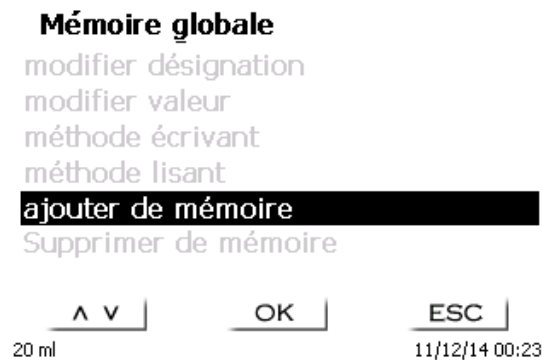 Mémoire globale
modifier désignation
modifier valeur
méthode écrivant
méthode lisant
ajouter de mémoire
Supprimer de mémoire
∧ ∨ OK ESC
20 ml 11/12/14 00:23